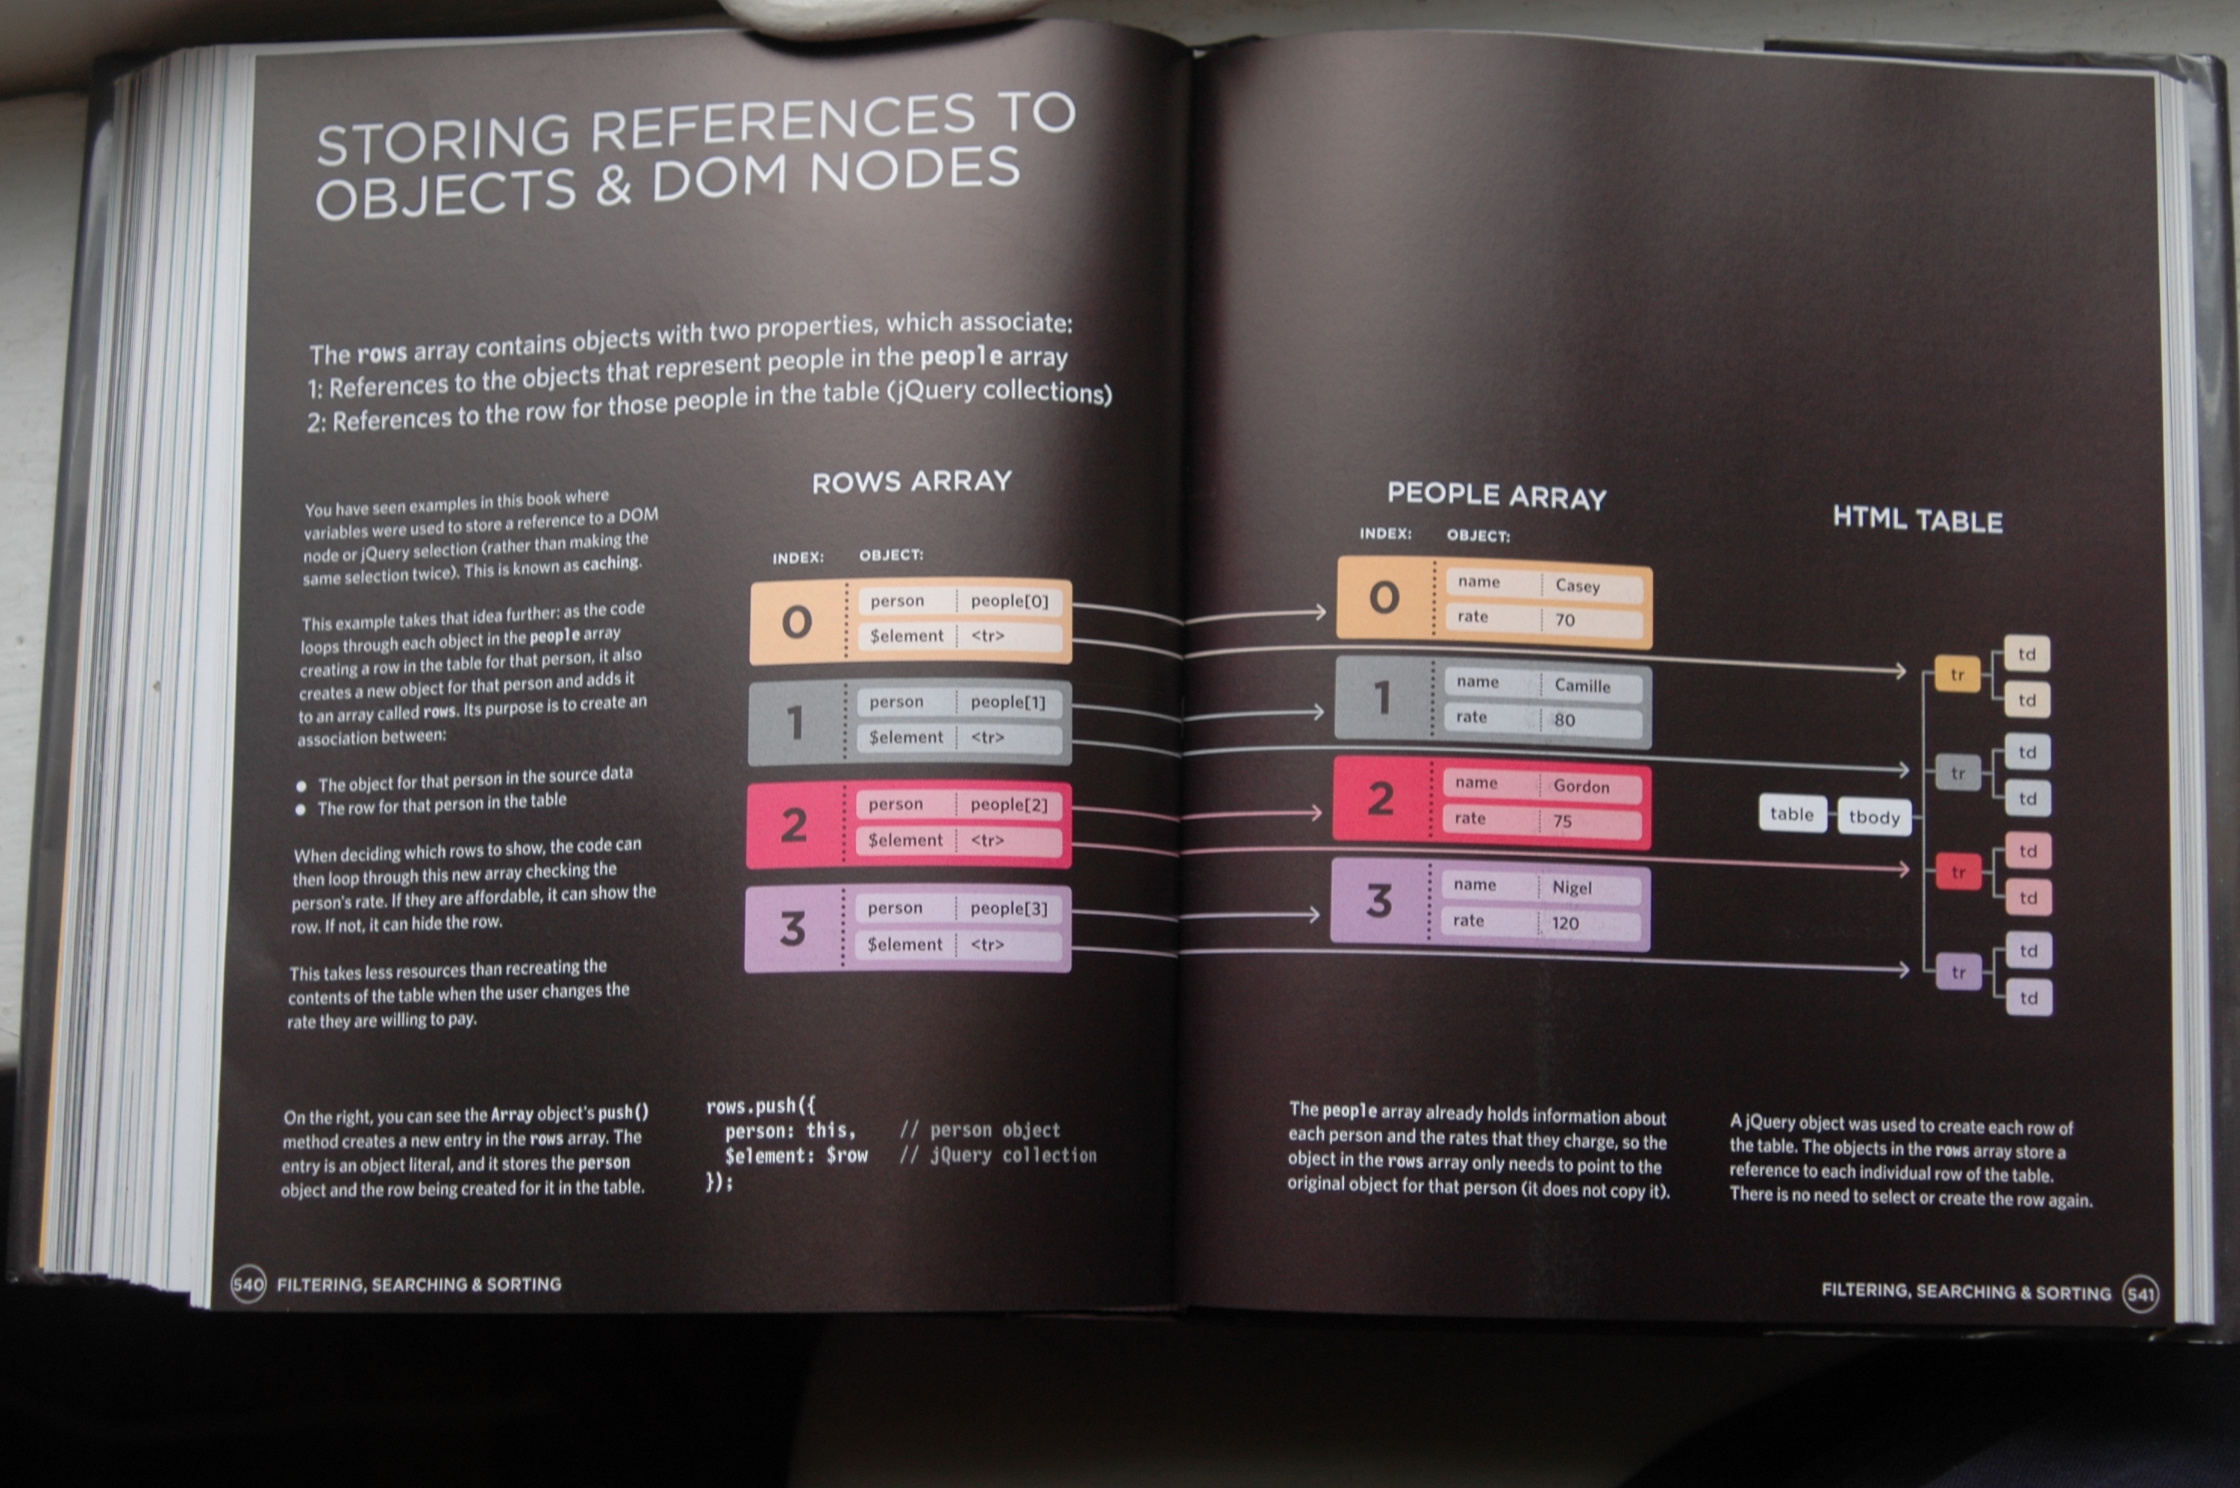 STORING REFERENCES TO
OBJECTS & DOM NODES
The rows array contains objects with two properties, which associate:
1: References to the objects that represent people in the people array
2: References to the row for those people in the table (jQuery collections)
You have seen examples in this book where
variables were used to store a reference to a DOM
node or jQuery selection (rather than making the
same selection twice). This is known as caching.
This example takes that idea further: as the code
loops through each object in the people array
creating a row in the table for that person, it also
creates a new object for that person and adds it
to an array called rows. Its purpose is to create an
association between:
● The object for that person in the source data
● The row for that person in the table
When deciding which rows to show, the code can
then loop through this new array checking the
person's rate. If they are affordable, it can show the
row. If not, it can hide the row.
This takes less resources than recreating the
contents of the table when the user changes the
rate they are willing to pay.
ROWS ARRAY
INDEX: OBJECT:
0 person people[0]
$element <tr>
1 person people[1]
$element <tr>
2 person people[2]
$element <tr>
3 person people[3]
$element <tr>
On the right, you can see the Array object's push()
method creates a new entry in the rows array. The
entry is an object literal, and it stores the person
object and the row being created for it in the table.
rows.push({
person: this, // person object
$element: $row // jQuery collection
});
540 FILTERING, SEARCHING & SORTING
PEOPLE ARRAY
INDEX: OBJECT:
0 name Casey
rate 70
1 name Camille
rate 80
2 name Gordon
rate 75
3 name Nigel
rate 120
HTML TABLE
table tbody
tr td
td
tr td
td
tr td
td
tr td
td
The people array already holds information about
each person and the rates that they charge, so the
object in the rows array only needs to point to the
original object for that person (it does not copy it).
A jQuery object was used to create each row of
the table. The objects in the rows array store a
reference to each individual row of the table.
There is no need to select or create the row again.
FILTERING, SEARCHING & SORTING 541